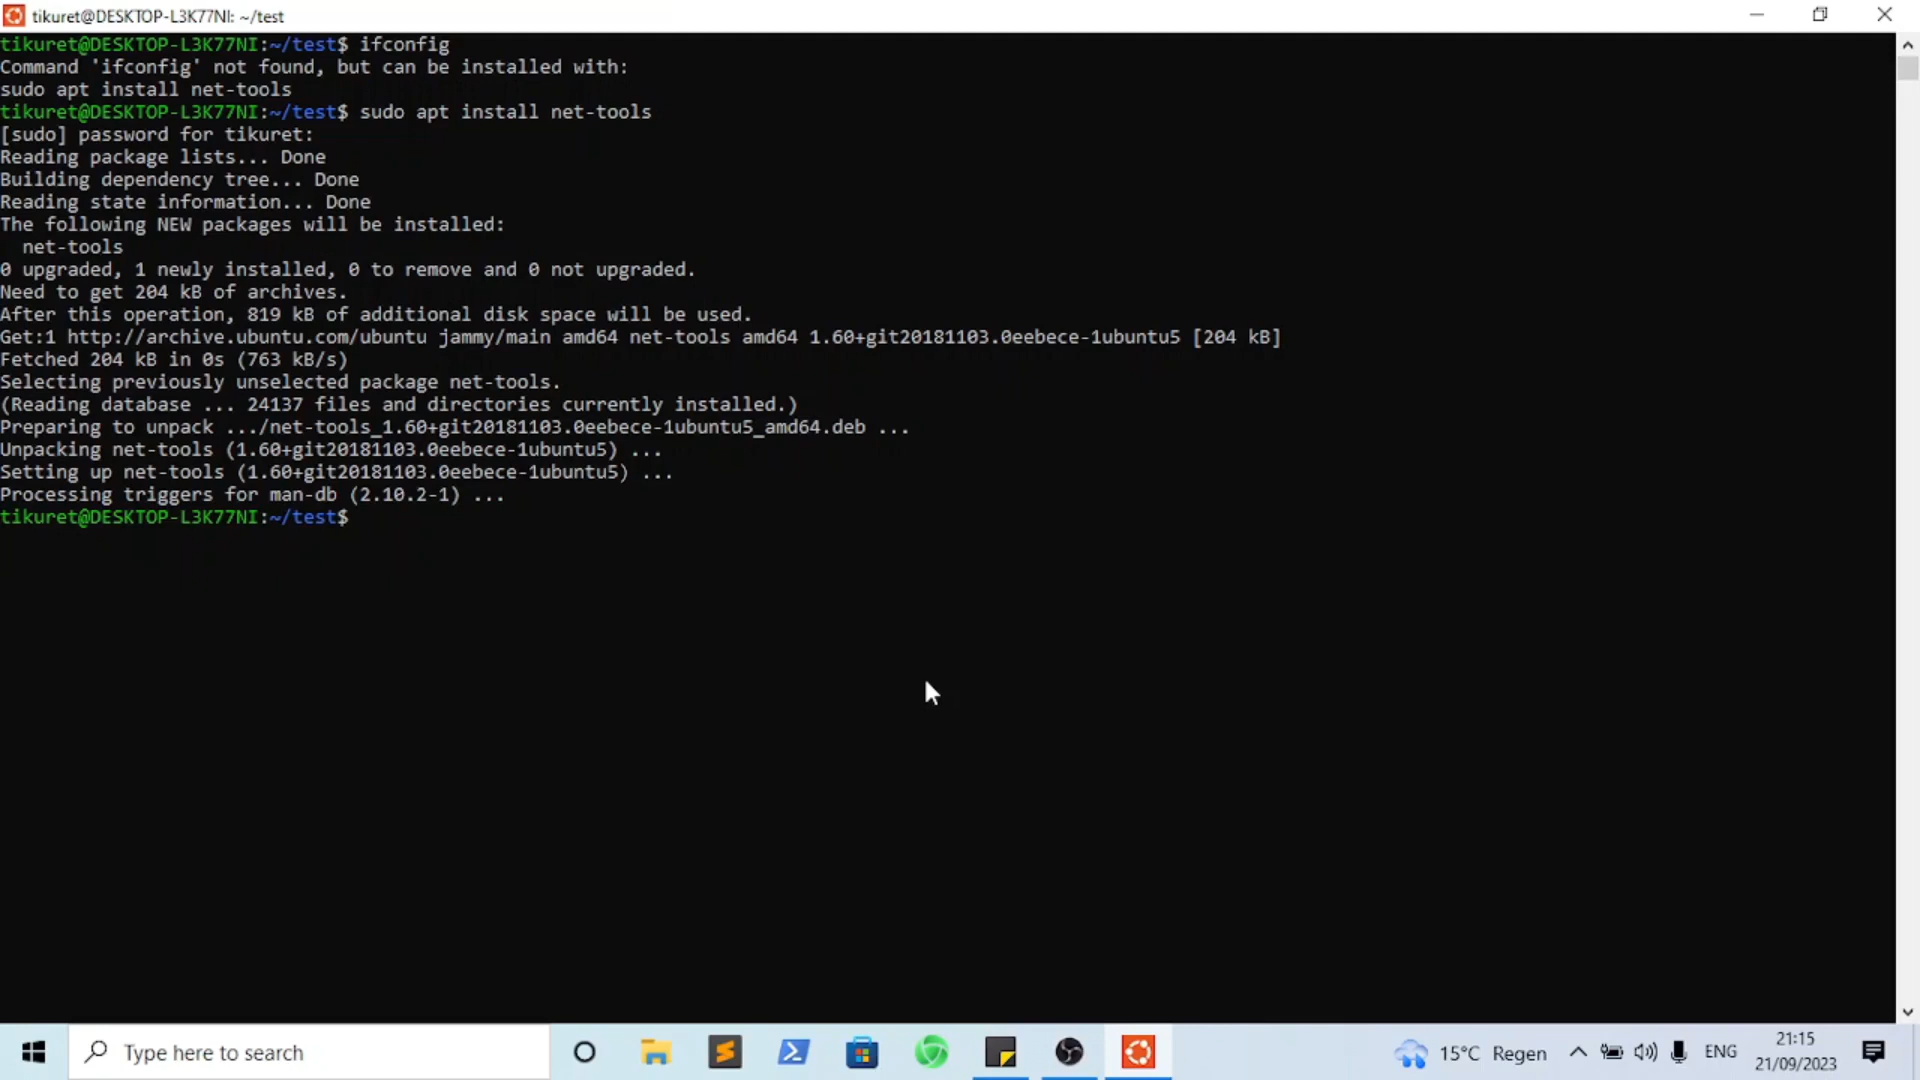 tikuret@DESKTOP-L3K77NI: ~/test
tikuret@DESKTOP-L3K77NI:~/test$ ifconfig
Command 'ifconfig' not found, but can be installed with:
sudo apt install net-tools
tikuret@DESKTOP-L3K77NI:~/test$ sudo apt install net-tools
[sudo] password for tikuret:
Reading package lists... Done
Building dependency tree... Done
Reading state information... Done
The following NEW packages will be installed:
  net-tools
0 upgraded, 1 newly installed, 0 to remove and 0 not upgraded.
Need to get 204 kB of archives.
After this operation, 819 kB of additional disk space will be used.
Get:1 http://archive.ubuntu.com/ubuntu jammy/main amd64 net-tools amd64 1.60+git20181103.0eebece-1ubuntu5 [204 kB]
Fetched 204 kB in 0s (763 kB/s)
Selecting previously unselected package net-tools.
(Reading database ... 24137 files and directories currently installed.)
Preparing to unpack .../net-tools_1.60+git20181103.0eebece-1ubuntu5_amd64.deb ...
Unpacking net-tools (1.60+git20181103.0eebece-1ubuntu5) ...
Setting up net-tools (1.60+git20181103.0eebece-1ubuntu5) ...
Processing triggers for man-db (2.10.2-1) ...
tikuret@DESKTOP-L3K77NI:~/test$
Type here to search
15°C Regen
ENG
21:15
21/09/2023